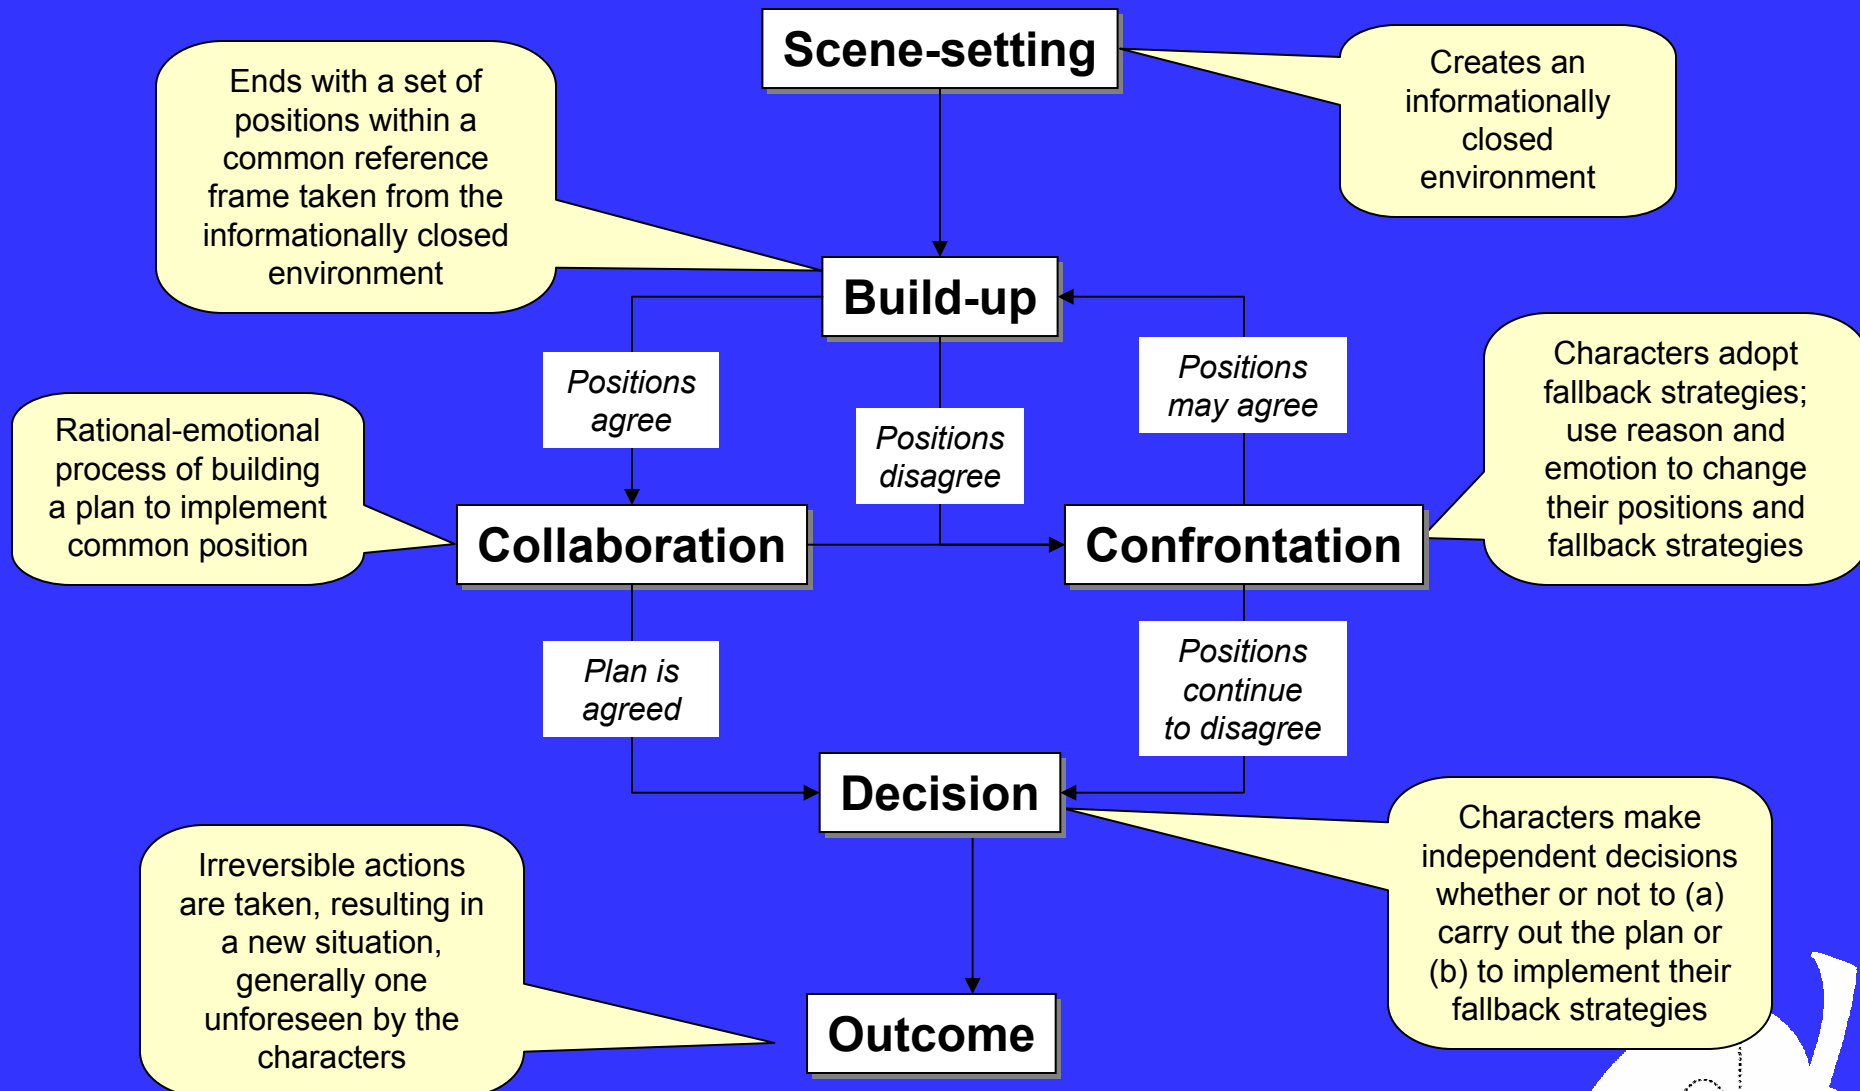 Scene-setting
Creates an
informationally
closed
environment
Ends with a set of
positions within a
common reference
frame taken from the
informationally closed
environment
Build-up
Positions
agree
Positions
disagree
Positions
may agree
Characters adopt
fallback strategies;
use reason and
emotion to change
their positions and
fallback strategies
Rational-emotional
process of building
a plan to implement
common position
Collaboration
Confrontation
Plan is
agreed
Positions
continue
to disagree
Decision
Characters make
independent decisions
whether or not to (a)
carry out the plan or
(b) to implement their
fallback strategies
Irreversible actions
are taken, resulting in
a new situation,
generally one
unforeseen by the
characters
Outcome